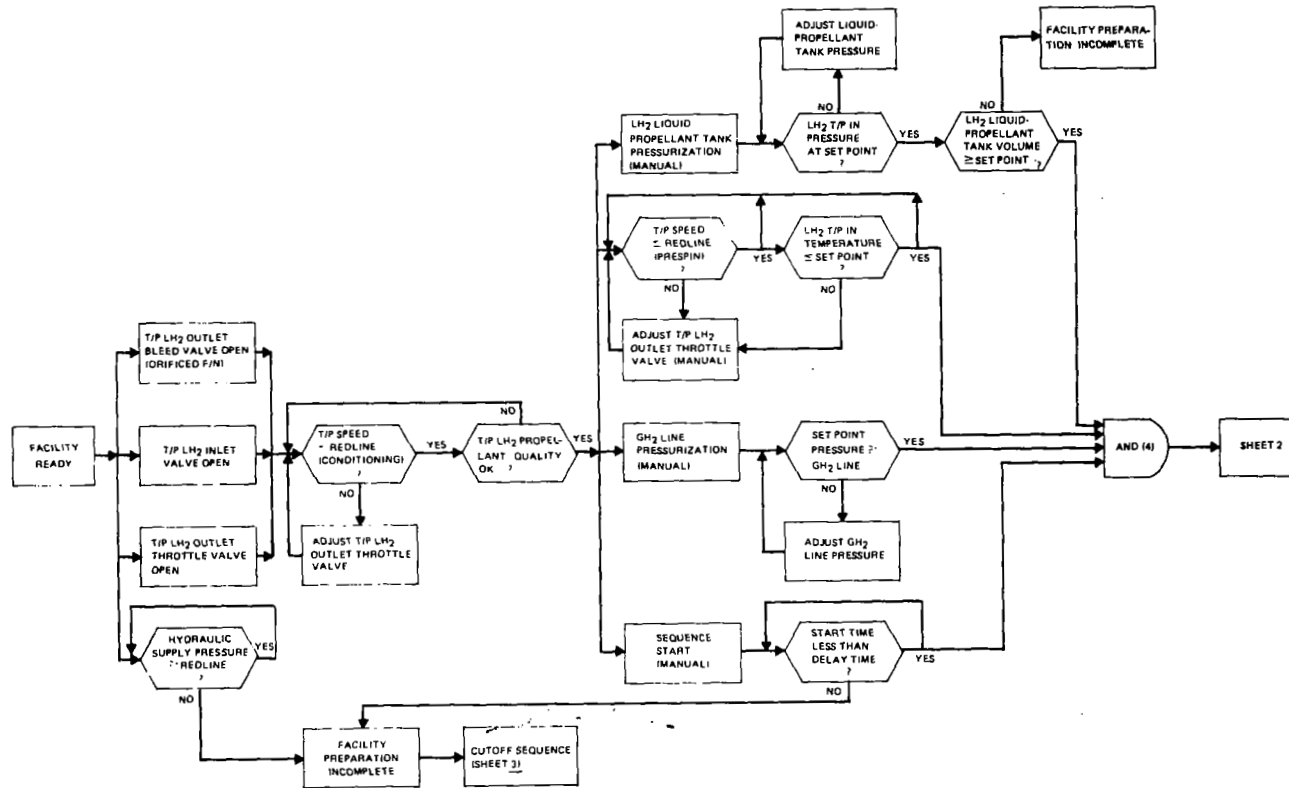 ADJUST LIQUID-
PROPELLANT
TANK PRESSURE
FACILITY PREPARA-
TION INCOMPLETE
NO
NO
LH2 LIQUID
PROPELLANT TANK
PRESSURIZATION
(MANUAL)
LH2 T/P IN
PRESSURE
AT SET POINT
?
YES
LH2 LIQUID-
PROPELLANT
TANK VOLUME
≥ SET POINT
?
YES
T/P SPEED
≤ REDLINE
(PRESPIN)
?
YES
LH2 T/P IN
TEMPERATURE
≤ SET POINT
?
YES
NO
NO
ADJUST T/P LH2
OUTLET THROTTLE
VALVE (MANUAL)
T/P LH2 OUTLET
BLEED VALVE OPEN
(ORIFICED F/N)
FACILITY
READY
T/P LH2 INLET
VALVE OPEN
T/P LH2 OUTLET
THROTTLE VALVE
OPEN
T/P SPEED
REDLINE
(CONDITIONING)
?
YES
NO
ADJUST T/P LH2
OUTLET THROTTLE
VALVE
NO
T/P LH2 PROPEL-
LANT QUALITY
OK
?
YES
GH2 LINE
PRESSURIZATION
(MANUAL)
SET POINT
PRESSURE ?
GH2 LINE
YES
NO
ADJUST GH2
LINE PRESSURE
AND (4)
SHEET 2
HYDRAULIC
SUPPLY PRESSURE
REDLINE
?
YES
NO
SEQUENCE
START
(MANUAL)
START TIME
LESS THAN
DELAY TIME
?
YES
NO
FACILITY
PREPARATION
INCOMPLETE
CUTOFF SEQUENCE
(SHEET 3)